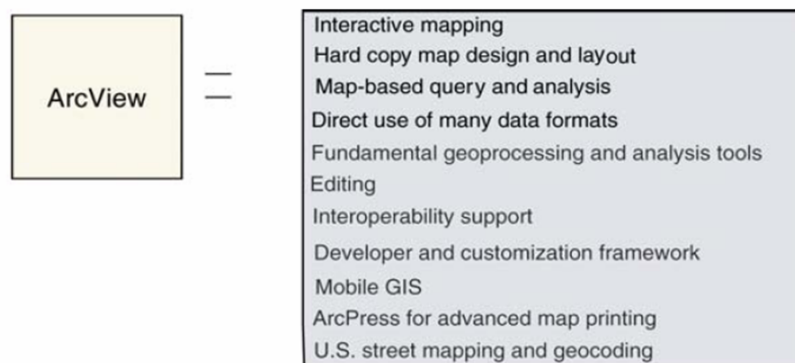 ArcView
=
Interactive mapping
Hard copy map design and layout
Map-based query and analysis
Direct use of many data formats
Fundamental geoprocessing and analysis tools
Editing
Interoperability support
Developer and customization framework
Mobile GIS
ArcPress for advanced map printing
U.S. street mapping and geocoding